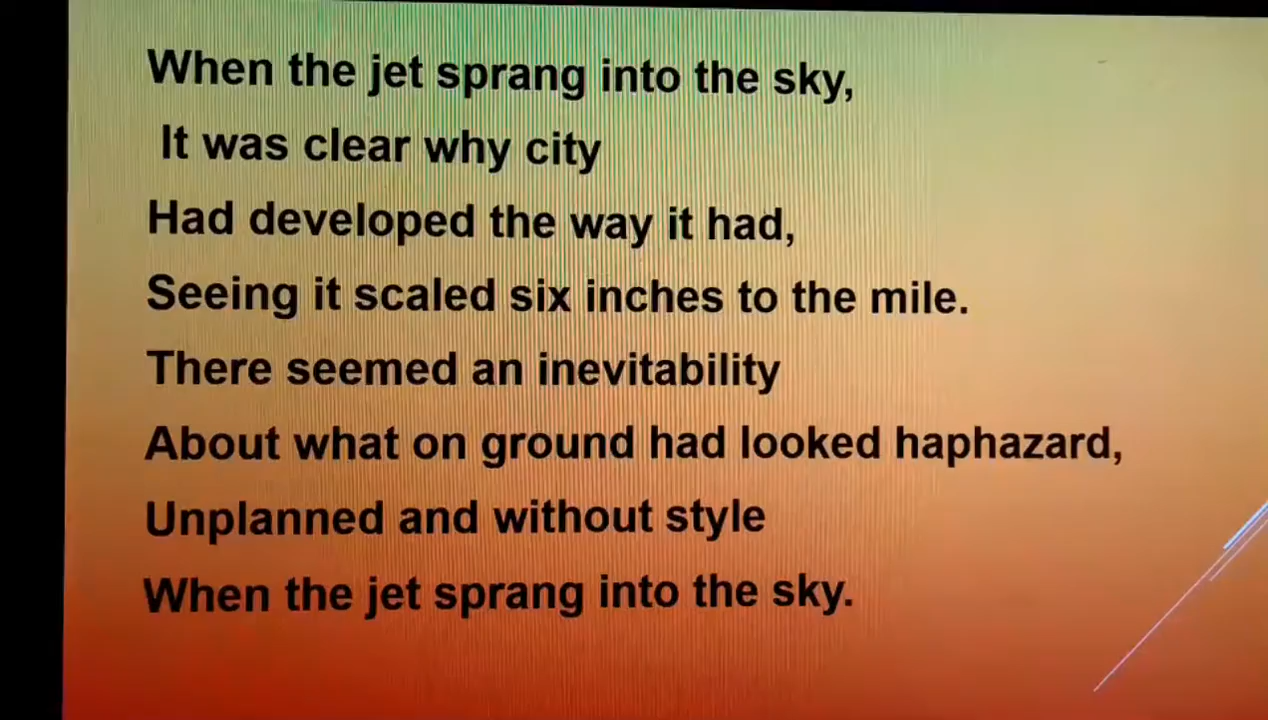 When the jet sprang into the sky,
It was clear why city
Had developed the way it had,
Seeing it scaled six inches to the mile.
There seemed an inevitability
About what on ground had looked haphazard,
Unplanned and without style
When the jet sprang into the sky.